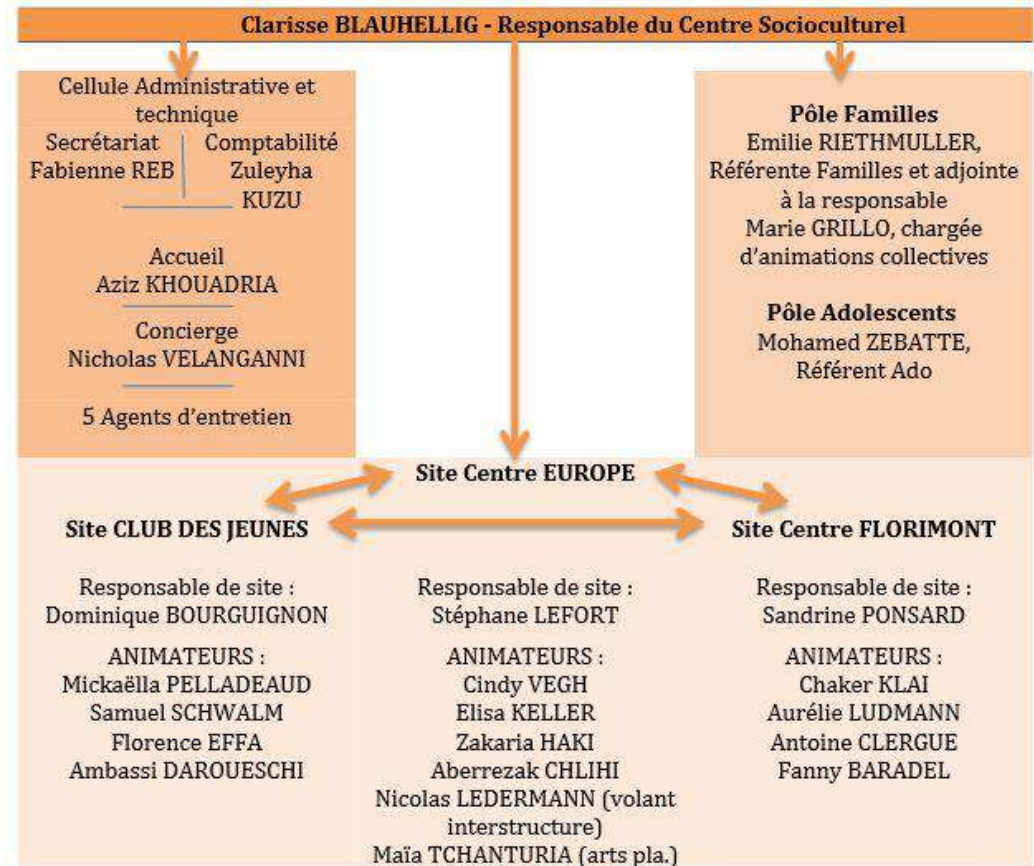 Clarisse BLAUHELLIG - Responsable du Centre Socioculturel
Cellule Administrative et
technique
Secrétariat
Fabienne REB
Comptabilité
Zuleyha
KUZU
Accueil
Aziz KHOUADRIA
Concierge
Nicholas VELANGANNI
5 Agents d'entretien
Pôle Familles
Emilie RIETHMULLER,
Référente Familles et adjointe
à la responsable
Marie GRILLO, chargée
d'animations collectives
Pôle Adolescents
Mohamed ZEBATTE,
Référent Ado
Site Centre EUROPE
Site CLUB DES JEUNES
Responsable de site :
Dominique BOURGUIGNON
ANIMATEURS :
Mickaëlla PELLADEAUD
Samuel SCHWALM
Florence EFFA
Ambassi DAROUESCHI
Responsable de site :
Stéphane LEFORT
ANIMATEURS :
Cindy VEGH
Elisa KELLER
Zakaria HAKI
Aberrezak CHLIHI
Nicolas LEDERMANN (volant
interstructure)
Maïa TCHANTURIA (arts pla.)
Site Centre FLORIMONT
Responsable de site :
Sandrine PONSARD
ANIMATEURS :
Chaker KLAI
Aurélie LUDMANN
Antoine CLERGUE
Fanny BARADEL